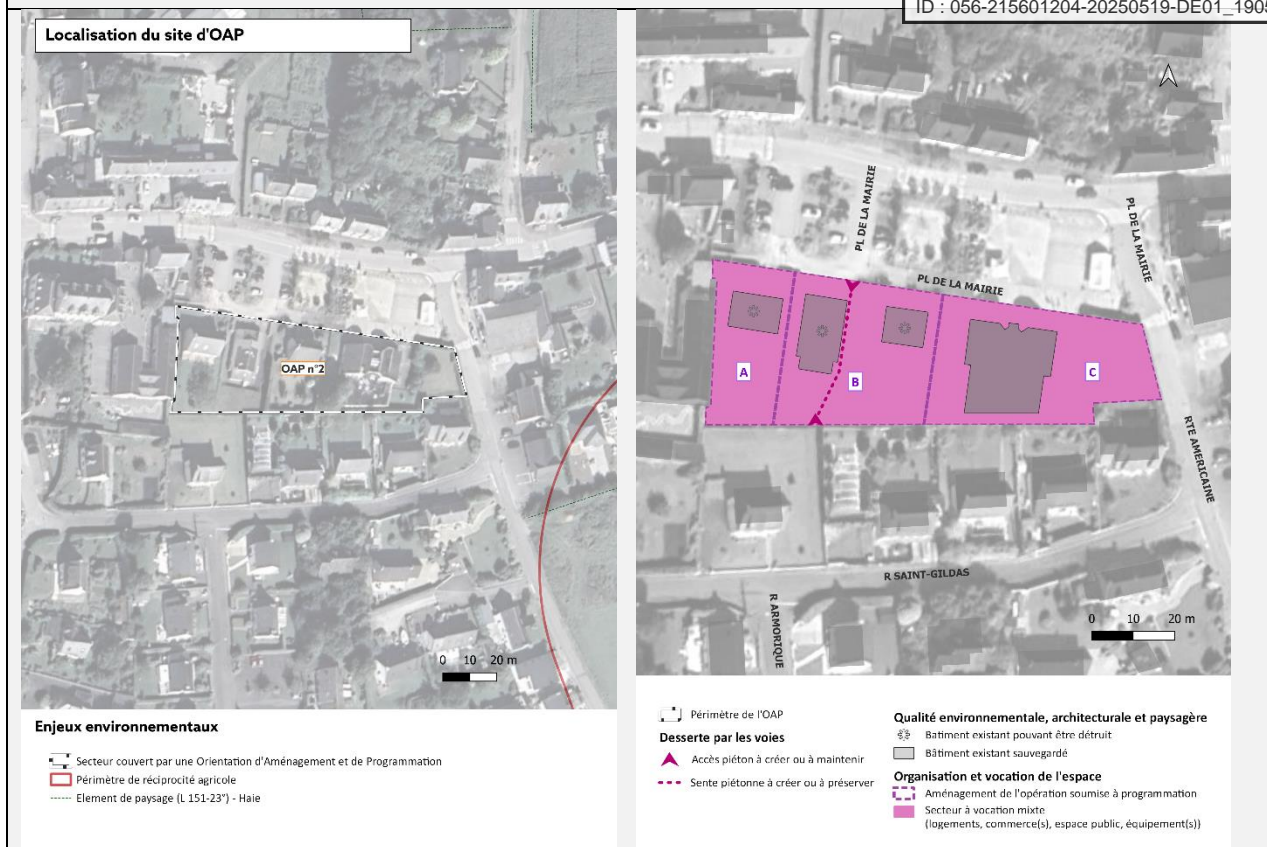 ID : 056-215601204-20250519-DE01_1905
Localisation du site d'OAP
OAP n°2
0 10 20 m
Enjeux environnementaux
Secteur couvert par une Orientation d'Aménagement et de Programmation
Périmètre de réciprocité agricole
Element de paysage (L 151-23°) - Haie
PL DE LA MAIRIE
PL DE LA MAIRIE
PL DE LA MAIRIE
A
B
C
RTE AMERICAINE
R SAINT-GILDAS
R ARMORIQUE
0 10 20 m
Périmètre de l'OAP
Desserte par les voies
Accès piéton à créer ou à maintenir
Sente piétonne à créer ou à préserver
Qualité environnementale, architecturale et paysagère
Batiment existant pouvant être détruit
Bâtiment existant sauvegardé
Organisation et vocation de l'espace
Aménagement de l'opération soumise à programmation
Secteur à vocation mixte
(logements, commerce(s), espace public, équipement(s))